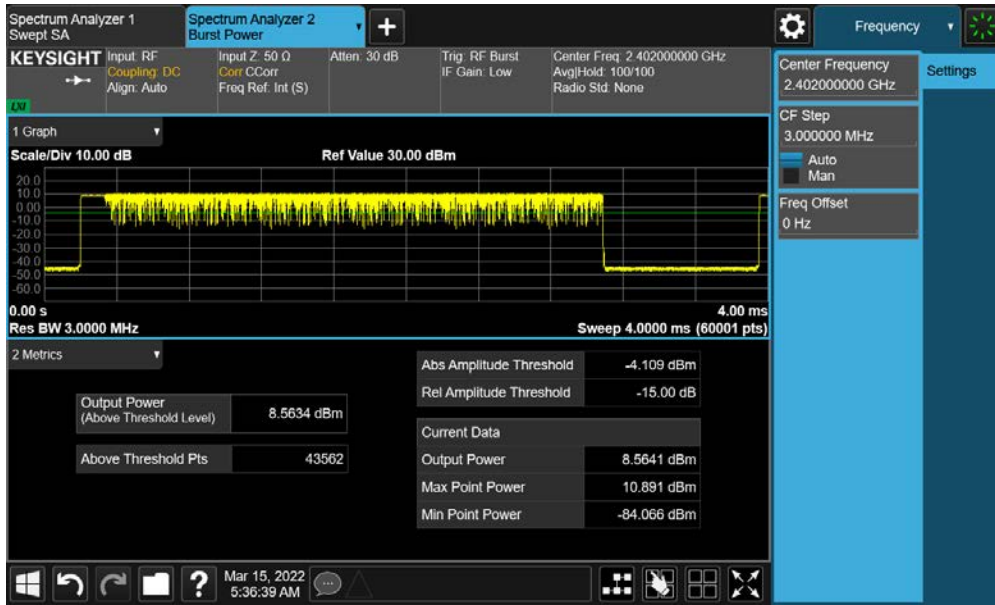 Spectrum Analyzer 1
Swept SA
Spectrum Analyzer 2
Burst Power
Frequency
KEYSIGHT
Input: RF
Coupling: DC
Align: Auto
Input Z: 50 Ω
Corr CCorr
Freq Ref: Int (S)
Atten: 30 dB
Trig: RF Burst
IF Gain: Low
Center Freq: 2.402000000 GHz
Avg|Hold: 100/100
Radio Std: None
LXI
Center Frequency
2.402000000 GHz
Settings
CF Step
3.000000 MHz
Auto
Man
Freq Offset
0 Hz
1 Graph
Scale/Div 10.00 dB
Ref Value 30.00 dBm
20.0
10.0
0.00
-10.0
-20.0
-30.0
-40.0
-50.0
-60.0
0.00 s
4.00 ms
Res BW 3.0000 MHz
Sweep 4.0000 ms (60001 pts)
2 Metrics
Output Power
(Above Threshold Level)
8.5634 dBm
Above Threshold Pts
43562
Abs Amplitude Threshold
-4.109 dBm
Rel Amplitude Threshold
-15.00 dB
Current Data
Output Power
8.5641 dBm
Max Point Power
10.891 dBm
Min Point Power
-84.066 dBm
?
Mar 15, 2022
5:36:39 AM